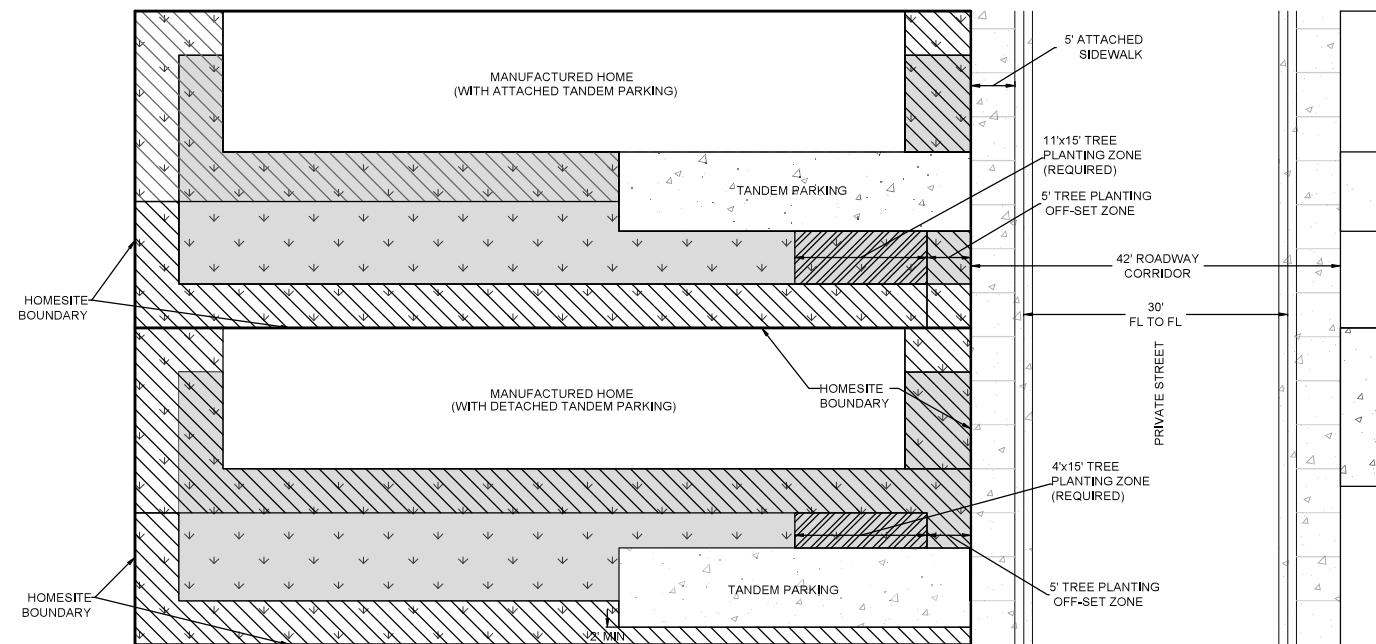 5' ATTACHED
SIDEWALK
MANUFACTURED HOME
(WITH ATTACHED TANDEM PARKING)
11'x15' TREE
PLANTING ZONE
(REQUIRED)
TANDEM PARKING
5' TREE PLANTING
OFF-SET ZONE
42' ROADWAY
CORRIDOR
HOMESITE
BOUNDARY
30'
FL TO FL
PRIVATE STREET
MANUFACTURED HOME
(WITH DETACHED TANDEM PARKING)
HOMESITE
BOUNDARY
4'x15' TREE
PLANTING ZONE
(REQUIRED)
TANDEM PARKING
5' TREE PLANTING
OFF-SET ZONE
HOMESITE
BOUNDARY
2' MIN